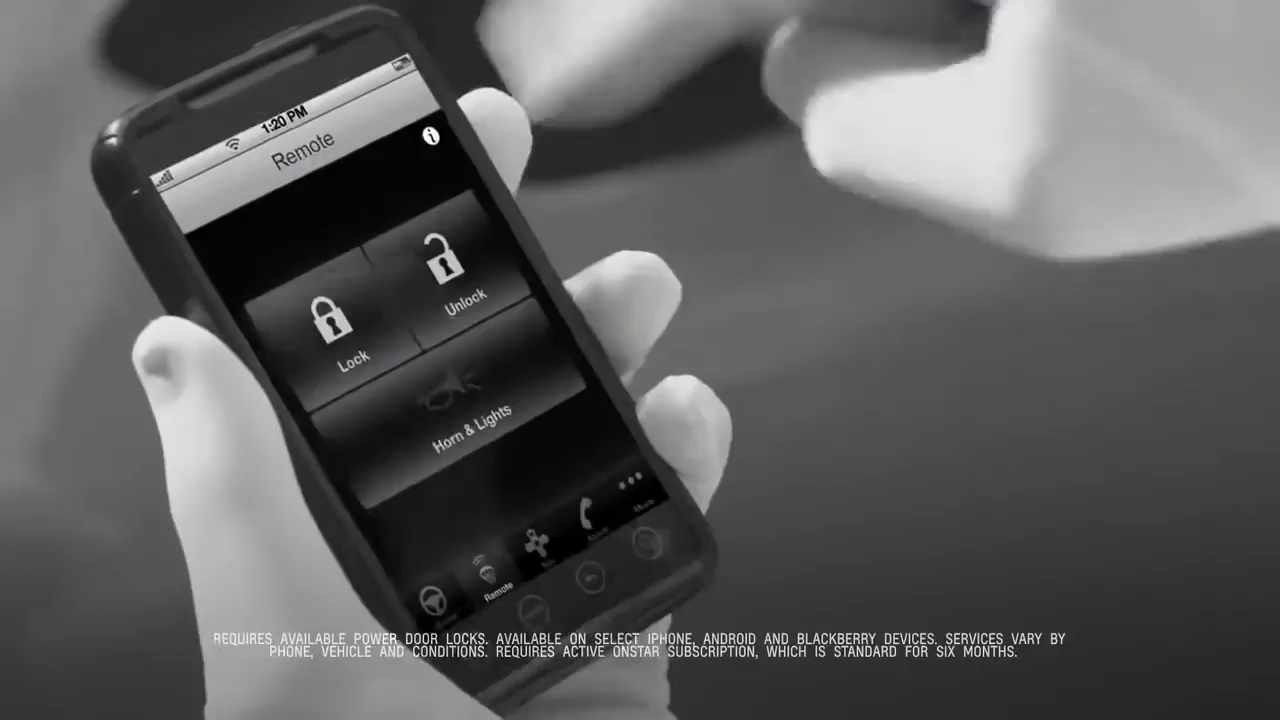 1:20 PM
Remote
Unlock
Lock
Horn & Lights
More
Remote
REQUIRES AVAILABLE POWER DOOR LOCKS. AVAILABLE ON SELECT IPHONE, ANDROID AND BLACKBERRY DEVICES. SERVICES VARY BY
PHONE, VEHICLE AND CONDITIONS. REQUIRES ACTIVE ONSTAR SUBSCRIPTION, WHICH IS STANDARD FOR SIX MONTHS.